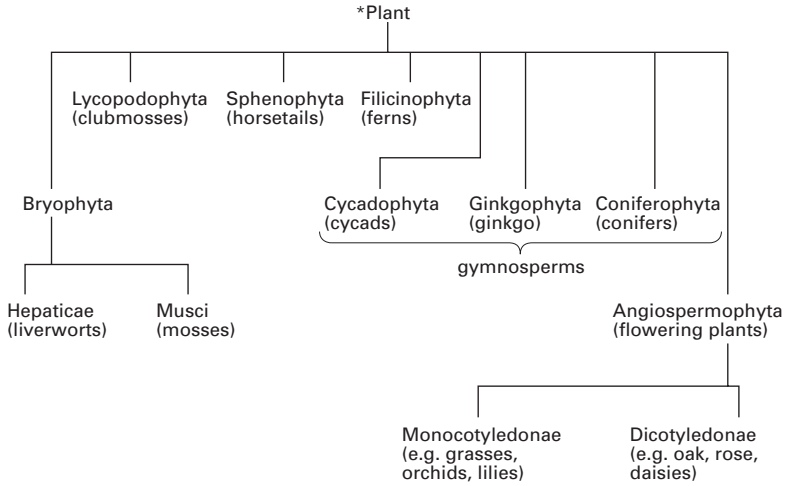 *Plant
Lycopodophyta
(clubmosses)
Sphenophyta
(horsetails)
Filicinophyta
(ferns)
Bryophyta
Cycadophyta
(cycads)
Ginkgophyta
(ginkgo)
Coniferophyta
(conifers)
gymnosperms
Hepaticae
(liverworts)
Musci
(mosses)
Angiospermophyta
(flowering plants)
Monocotyledonae
(e.g. grasses,
orchids, lilies)
Dicotyledonae
(e.g. oak, rose,
daisies)